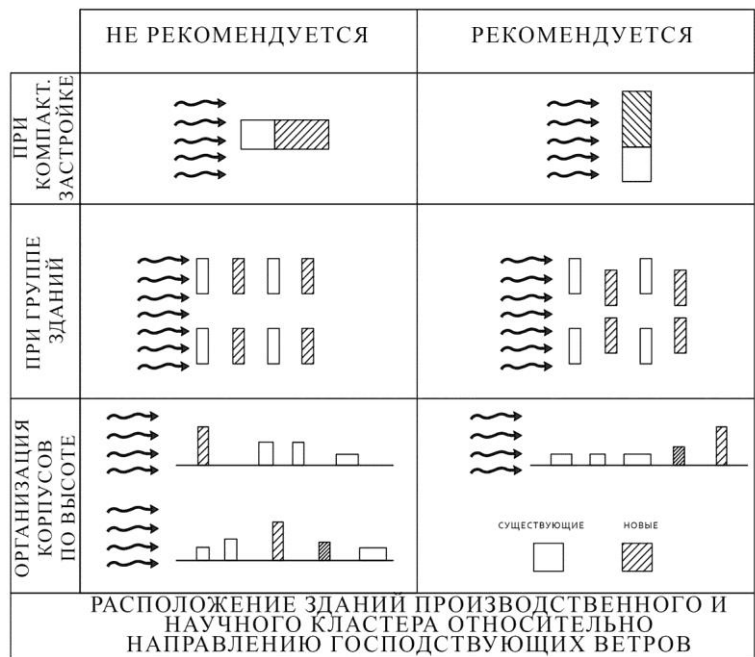 НЕ РЕКОМЕНДУЕТСЯ
РЕКОМЕНДУЕТСЯ
ПРИ
КОМПАКТ.
ЗАСТРОЙКЕ
ПРИ ГРУППЕ
ЗДАНИЙ
ОРГАНИЗАЦИЯ
КОРПУСОВ
ПО ВЫСОТЕ
СУЩЕСТВУЮЩИЕ
НОВЫЕ
РАСПОЛОЖЕНИЕ ЗДАНИЙ ПРОИЗВОДСТВЕННОГО И
НАУЧНОГО КЛАСТЕРА ОТНОСИТЕЛЬНО
НАПРАВЛЕНИЮ ГОСПОДСТВУЮЩИХ ВЕТРОВ